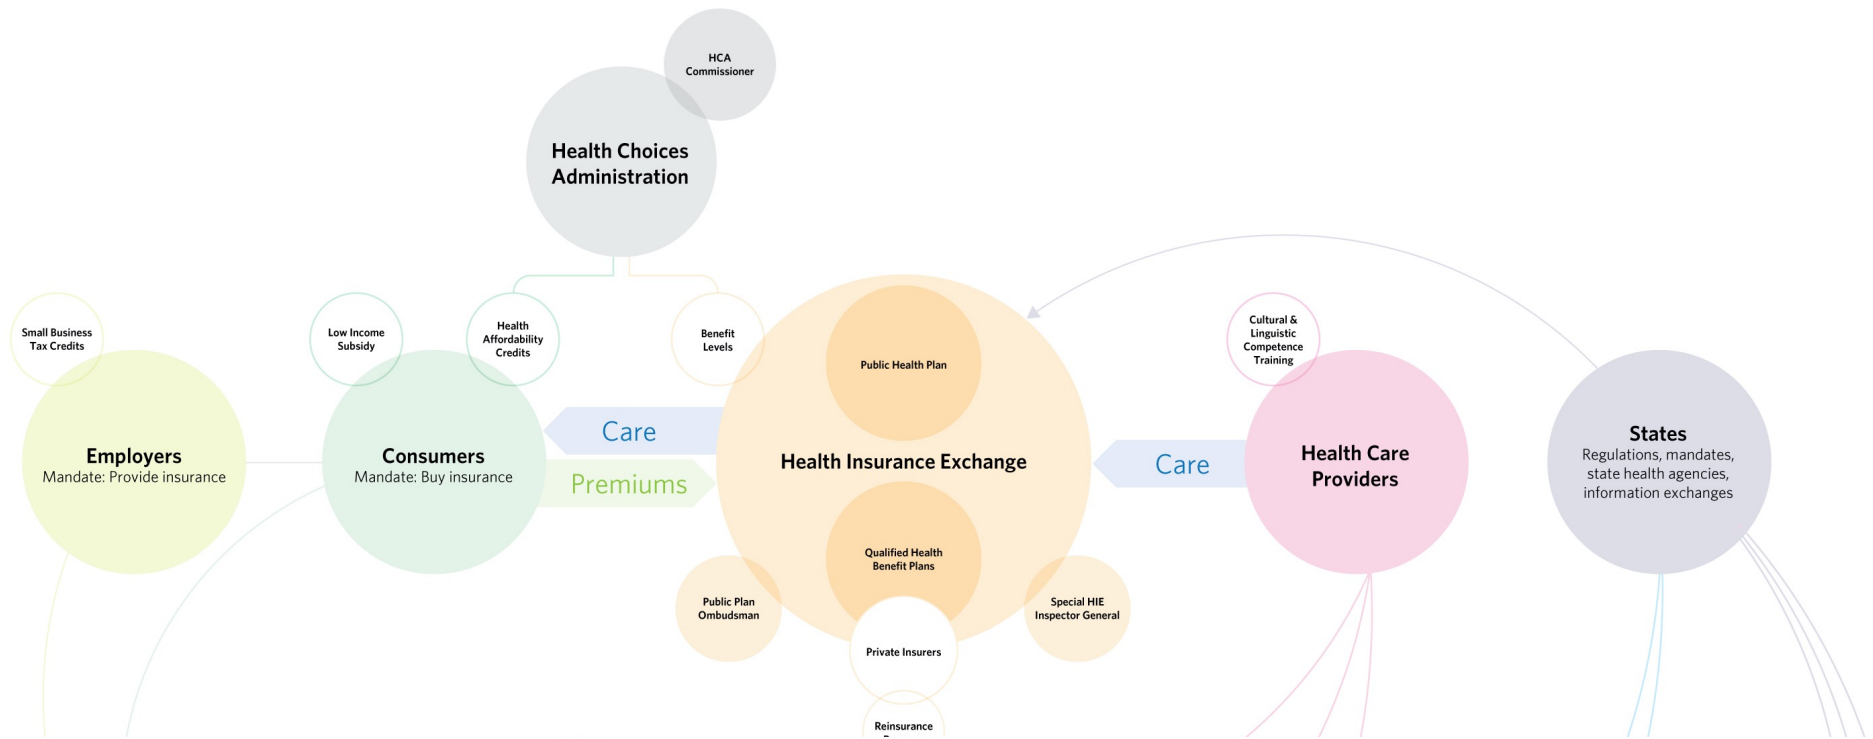 HCA
Commissioner
Health Choices
Administration
Small Business
Tax Credits
Low Income
Subsidy
Health
Affordability
Credits
Benefit
Levels
Public Health Plan
Cultural &
Linguistic
Competence
Training
Employers
Mandate: Provide insurance
Consumers
Mandate: Buy insurance
Care
Premiums
Health Insurance Exchange
Care
Health Care
Providers
States
Regulations, mandates,
state health agencies,
information exchanges
Qualified Health
Benefit Plans
Public Plan
Ombudsman
Special HIE
Inspector General
Private Insurers
Reinsurance